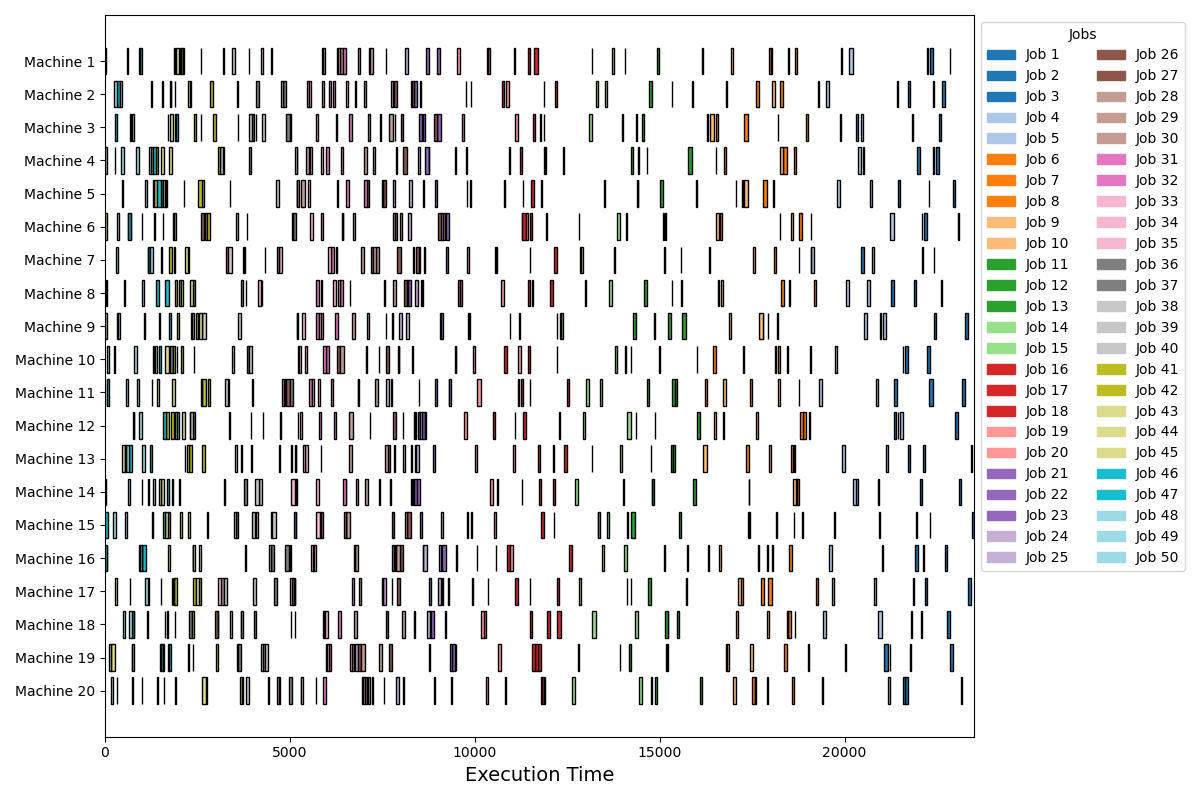 Machine 1
Machine 2
Machine 3
Machine 4
Machine 5
Machine 6
Machine 7
Machine 8
Machine 9
Machine 10
Machine 11
Machine 12
Machine 13
Machine 14
Machine 15
Machine 16
Machine 17
Machine 18
Machine 19
Machine 20
0 5000 10000 15000 20000
Execution Time
Jobs
Job 1 Job 26
Job 2 Job 27
Job 3 Job 28
Job 4 Job 29
Job 5 Job 30
Job 6 Job 31
Job 7 Job 32
Job 8 Job 33
Job 9 Job 34
Job 10 Job 35
Job 11 Job 36
Job 12 Job 37
Job 13 Job 38
Job 14 Job 39
Job 15 Job 40
Job 16 Job 41
Job 17 Job 42
Job 18 Job 43
Job 19 Job 44
Job 20 Job 45
Job 21 Job 46
Job 22 Job 47
Job 23 Job 48
Job 24 Job 49
Job 25 Job 50